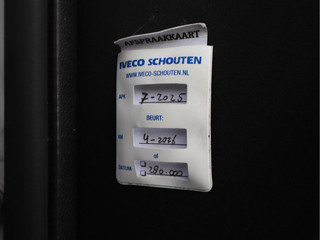 AFSPRAAKKAART
IVECO SCHOUTEN
WWW.IVECO-SCHOUTEN.NL
APK 7-2025
BEURT:
4-2026
of
DATUM 280.000